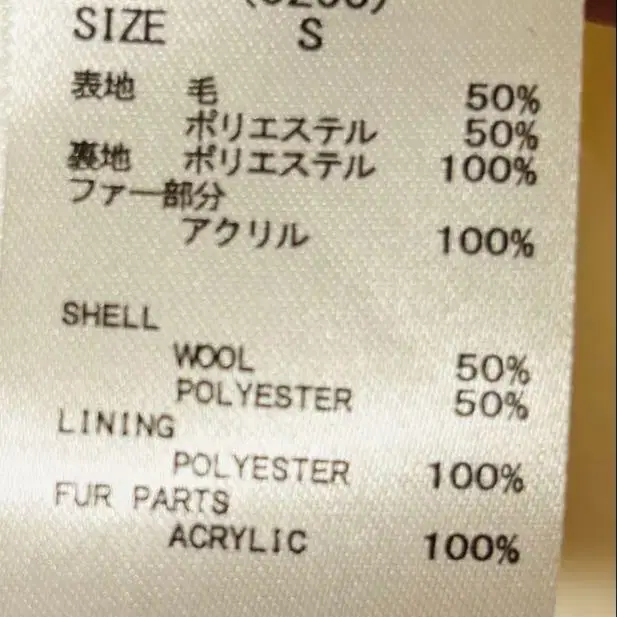 SIZE S
表地 毛 50%
ポリエステル 50%
裏地 ポリエステル 100%
ファー部分
アクリル 100%
SHELL
WOOL 50%
POLYESTER 50%
LINING
POLYESTER 100%
FUR PARTS
ACRYLIC 100%